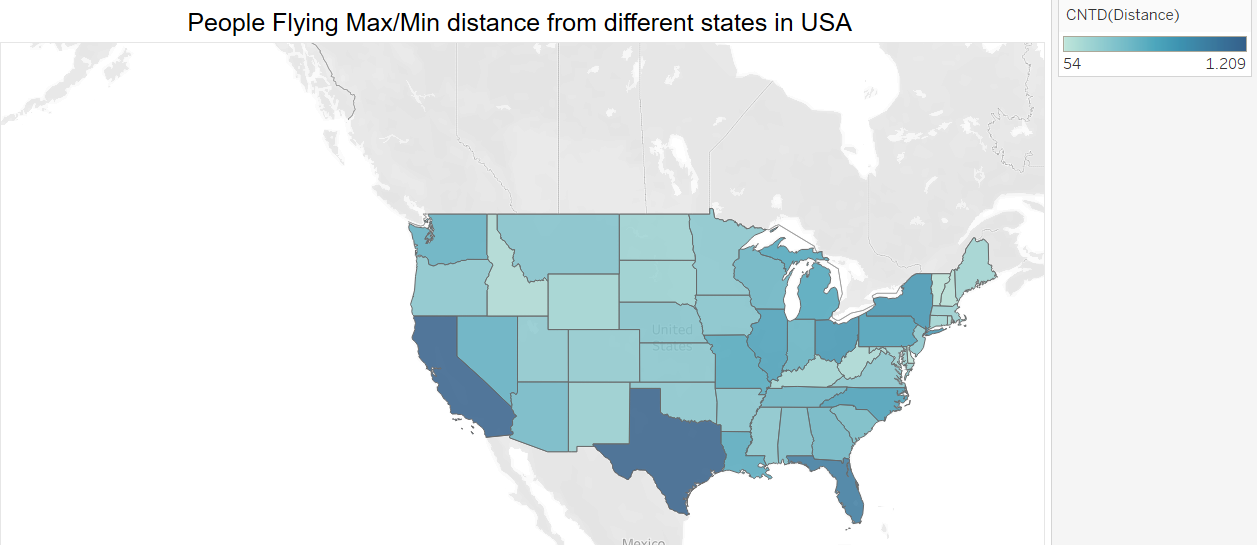 People Flying Max/Min distance from different states in USA
CNTD(Distance)
54 1.209
United
States
Mexico